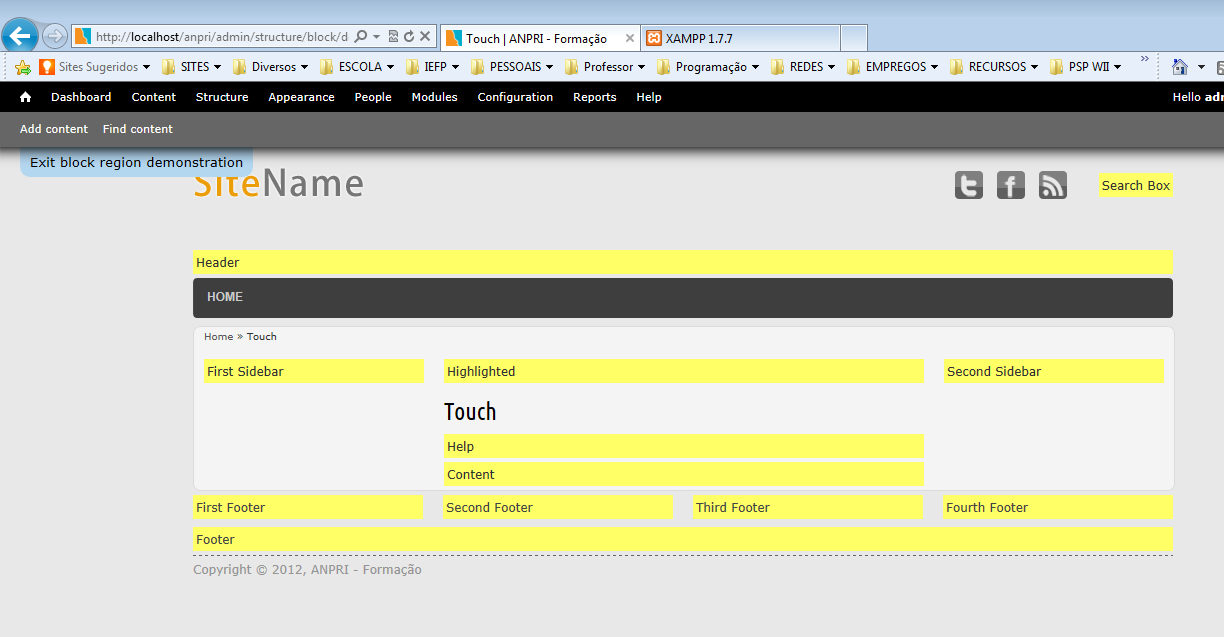 http://localhost/anpri/admin/structure/block/d
Touch | ANPRI - Formação
XAMPP 1.7.7
Sites Sugeridos SITES Diversos ESCOLA IEFP PESSOAIS Professor Programação REDES EMPREGOS RECURSOS PSP WII »
Dashboard Content Structure Appearance People Modules Configuration Reports Help Hello adr
Add content Find content
Exit block region demonstration
SiteName
Search Box
Header
HOME
Home » Touch
First Sidebar Highlighted Second Sidebar
Touch
Help
Content
First Footer Second Footer Third Footer Fourth Footer
Footer
Copyright © 2012, ANPRI - Formação